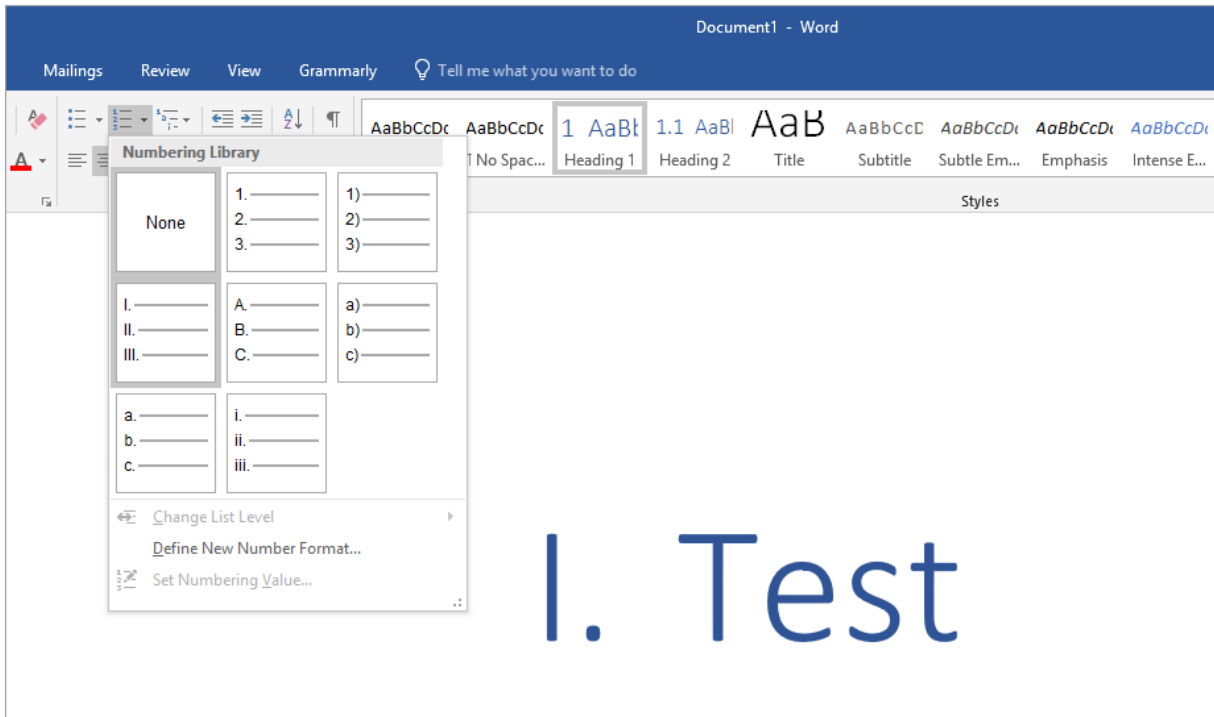 Document1 - Word
Mailings Review View Grammarly Tell me what you want to do
AaBbCcDc AaBbCcDc 1 AaBb 1.1 AaBl AaB AaBbCcD AaBbCcDc AaBbCcDc AaBbCcDc
No Spac... Heading 1 Heading 2 Title Subtitle Subtle Em... Emphasis Intense E...
Styles
Numbering Library
None
1.
2.
3.
1)
2)
3)
I.
II.
III.
A.
B.
C.
a)
b)
c)
a.
b.
c.
i.
ii.
iii.
Change List Level
Define New Number Format...
Set Numbering Value...
I. Test